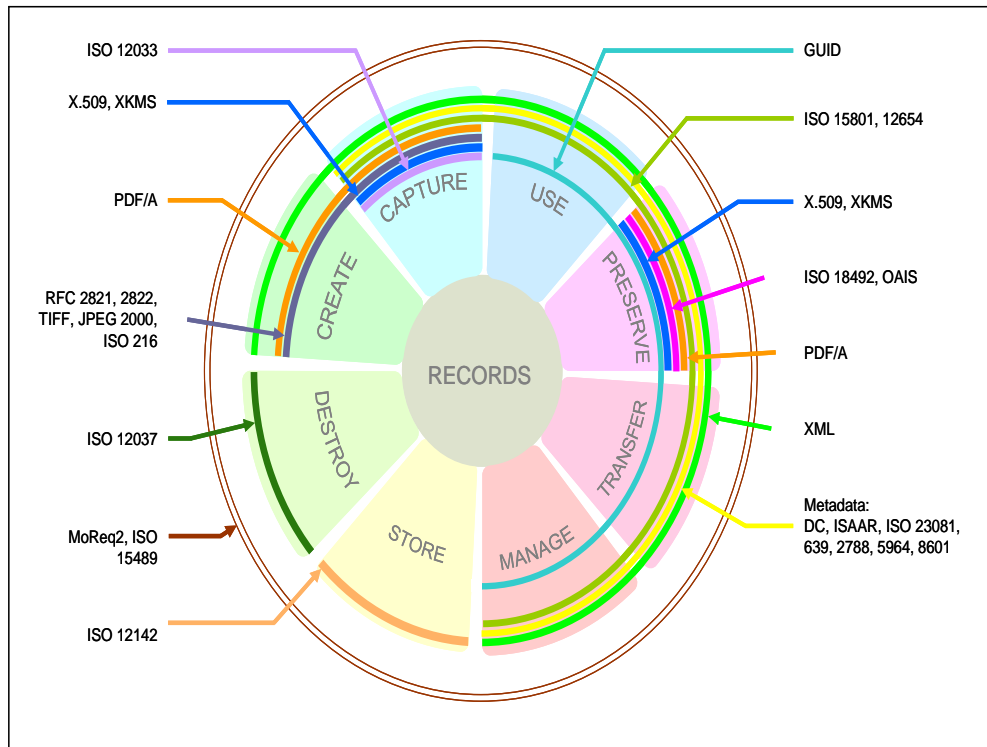 ISO 12033
X.509, XKMS
PDF/A
RFC 2821, 2822,
TIFF, JPEG 2000,
ISO 216
ISO 12037
MoReq2, ISO
15489
ISO 12142
GUID
ISO 15801, 12654
X.509, XKMS
ISO 18492, OAIS
PDF/A
XML
Metadata:
DC, ISAAR, ISO 23081,
639, 2788, 5964, 8601
CAPTURE
USE
PRESERVE
TRANSFER
MANAGE
STORE
DESTROY
CREATE
RECORDS